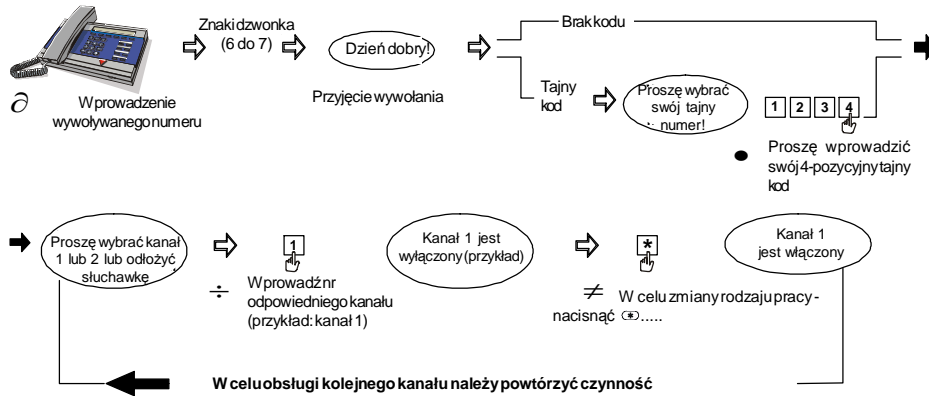 Znaki dzwonka
(6 do 7)
Dzień dobry!
Brak kodu
∂ Wprowadzenie
wywoływanego numeru
Przyjęcie wywołania
Tajny
kod
Proszę wybrać
swój tajny
numer!
1 2 3 4
● Proszę wprowadzić
swój 4-pozycyjny tajny
kod
Proszę wybrać kanał
1 lub 2 lub odłożyć
słuchawkę
1
÷ Wprowadź nr
odpowiedniego kanału
(przykład: kanał 1)
Kanał 1 jest
wyłączony (przykład)
*
≠ W celu zmiany rodzaju pracy -
nacisnąć (*) .....
Kanał 1
jest włączony
W celu obsługi kolejnego kanału należy powtórzyć czynność